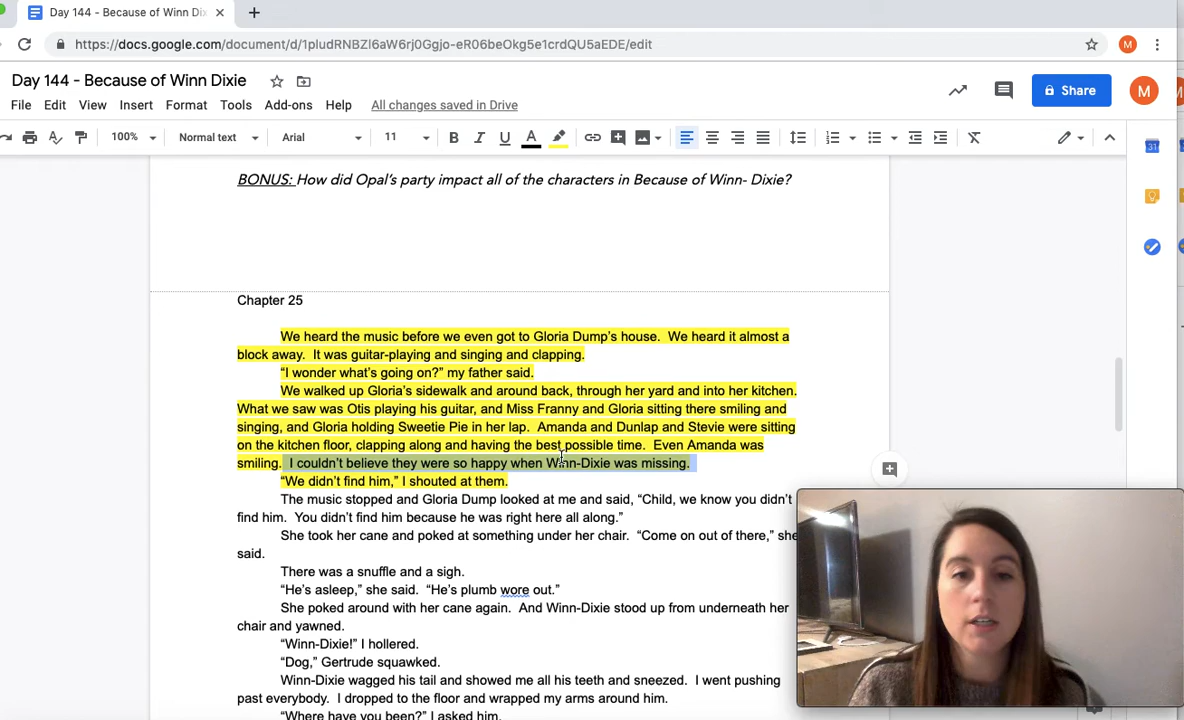 Day 144 - Because of Winn Di
https://docs.google.com/document/d/1pludRNBZl6aW6rj0Ggjo-eR06beOkg5e1crdQU5aEDE/edit
M
Day 144 - Because of Winn Dixie
Share
M
File Edit View Insert Format Tools Add-ons Help All changes saved in Drive
100% Normal text Arial 11 B I U A
31
BONUS: How did Opal's party impact all of the characters in Because of Winn- Dixie?
Chapter 25
We heard the music before we even got to Gloria Dump's house. We heard it almost a
block away. It was guitar-playing and singing and clapping.
"I wonder what's going on?" my father said.
We walked up Gloria's sidewalk and around back, through her yard and into her kitchen.
What we saw was Otis playing his guitar, and Miss Franny and Gloria sitting there smiling and
singing, and Gloria holding Sweetie Pie in her lap. Amanda and Dunlap and Stevie were sitting
on the kitchen floor, clapping along and having the best possible time. Even Amanda was
smiling. I couldn't believe they were so happy when Winn-Dixie was missing.
"We didn't find him," I shouted at them.
The music stopped and Gloria Dump looked at me and said, "Child, we know you didn't
find him. You didn't find him because he was right here all along."
She took her cane and poked at something under her chair. "Come on out of there," she
said.
There was a snuffle and a sigh.
"He's asleep," she said. "He's plumb wore out."
She poked around with her cane again. And Winn-Dixie stood up from underneath her
chair and yawned.
"Winn-Dixie!" I hollered.
"Dog," Gertrude squawked.
Winn-Dixie wagged his tail and showed me all his teeth and sneezed. I went pushing
past everybody. I dropped to the floor and wrapped my arms around him.
"Where have you been?" I asked him.